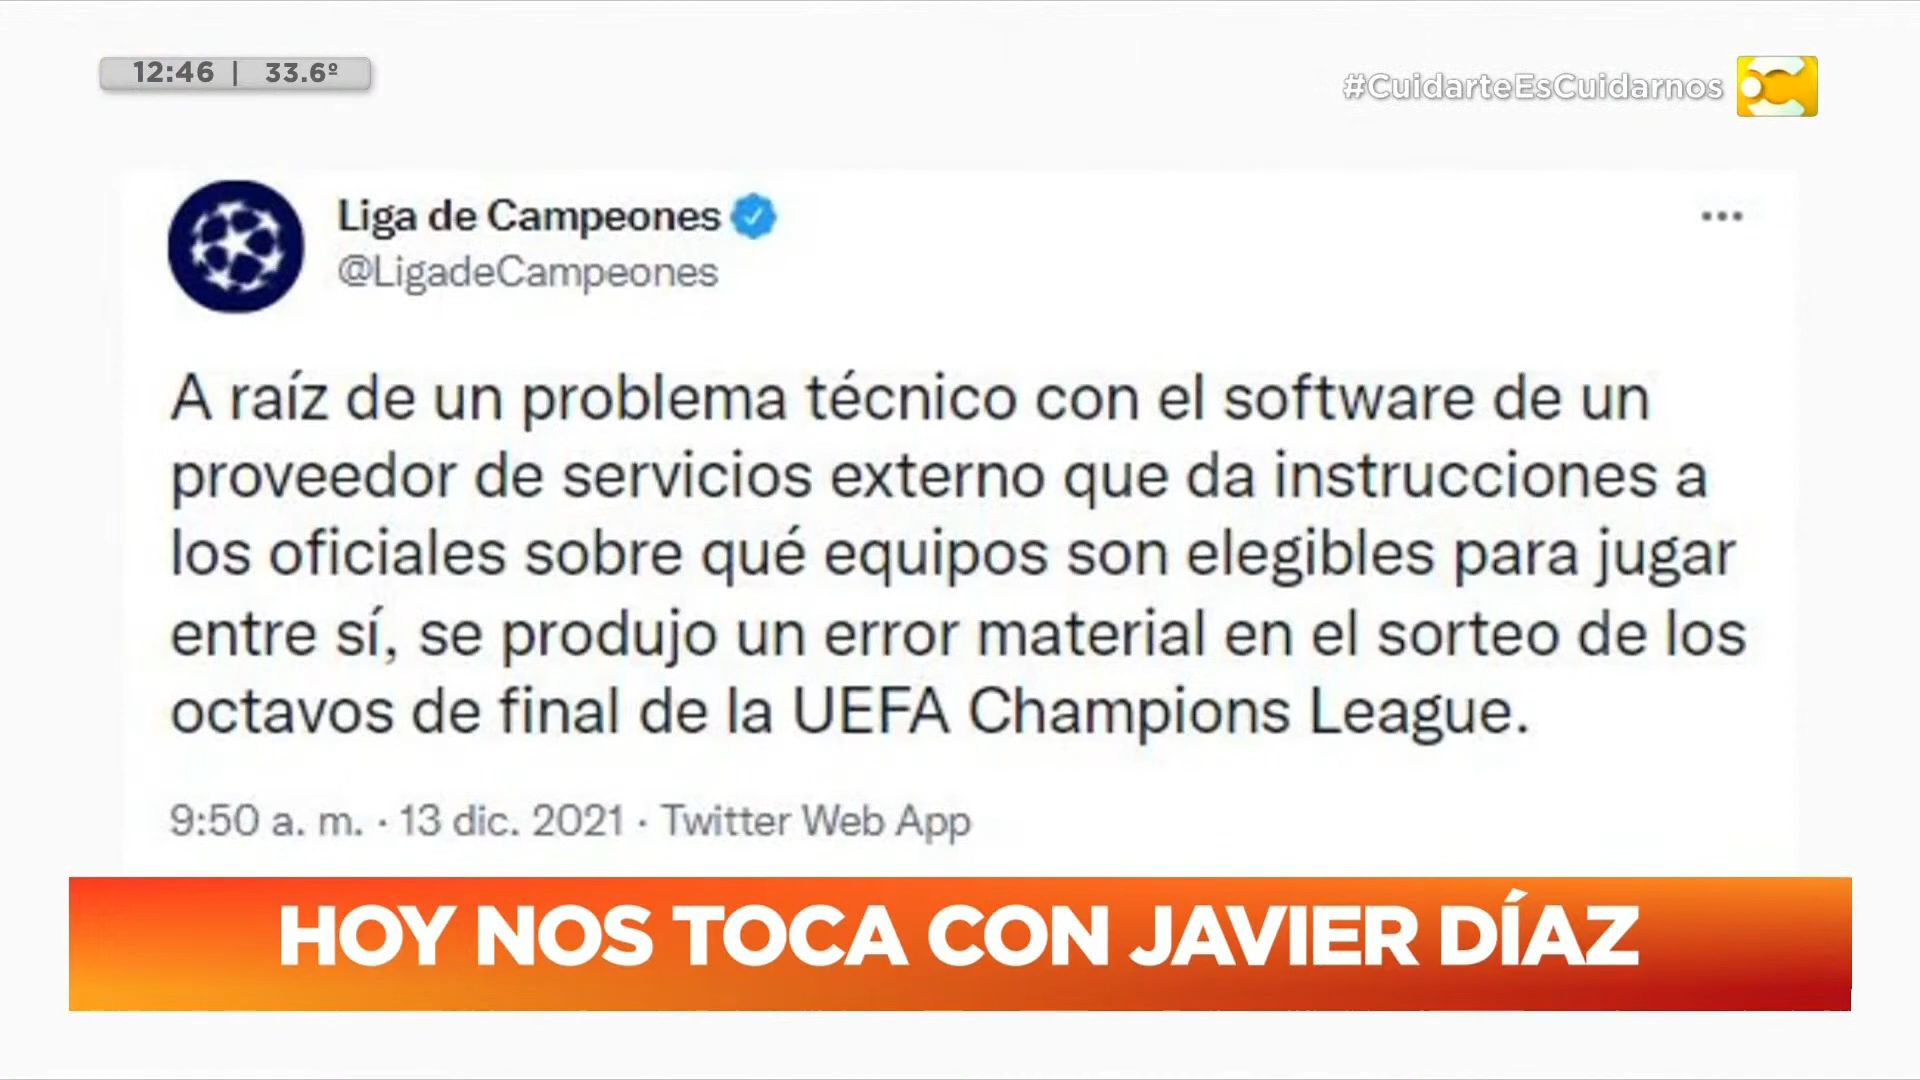 12:46 | 33.6º
#CuidarteEsCuidarnos
Liga de Campeones
@LigadeCampeones
A raíz de un problema técnico con el software de un
proveedor de servicios externo que da instrucciones a
los oficiales sobre qué equipos son elegibles para jugar
entre sí, se produjo un error material en el sorteo de los
octavos de final de la UEFA Champions League.
9:50 a. m. · 13 dic. 2021 · Twitter Web App
HOY NOS TOCA CON JAVIER DÍAZ